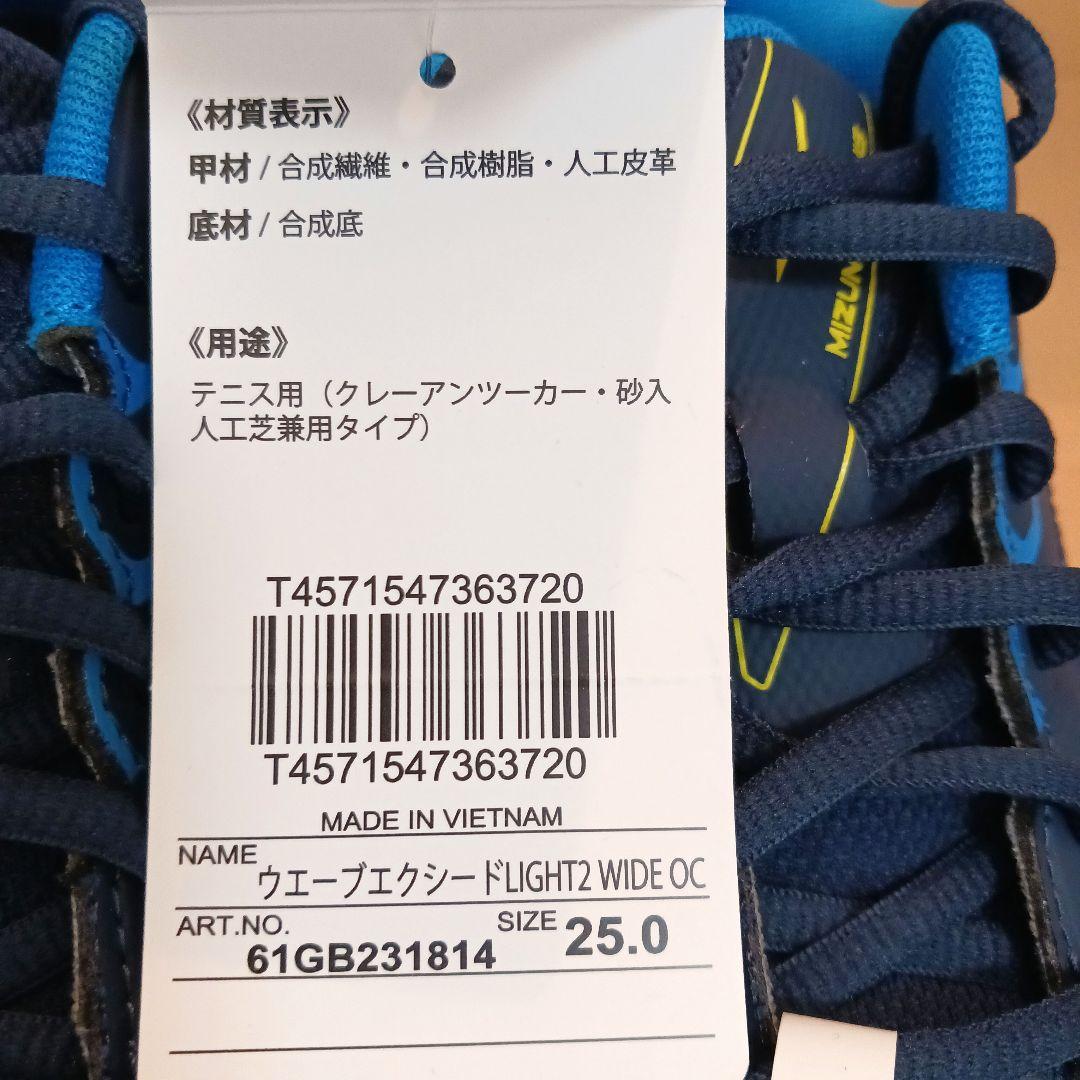 《材質表示》
甲材 / 合成繊維・合成樹脂・人工皮革
底材 / 合成底
《用途》
テニス用（クレーアンツーカー・砂入
人工芝兼用タイプ）
T4571547363720
T4571547363720
MADE IN VIETNAM
NAME ウエーブエクシードLIGHT2 WIDE OC
ART.NO. 61GB231814 SIZE 25.0